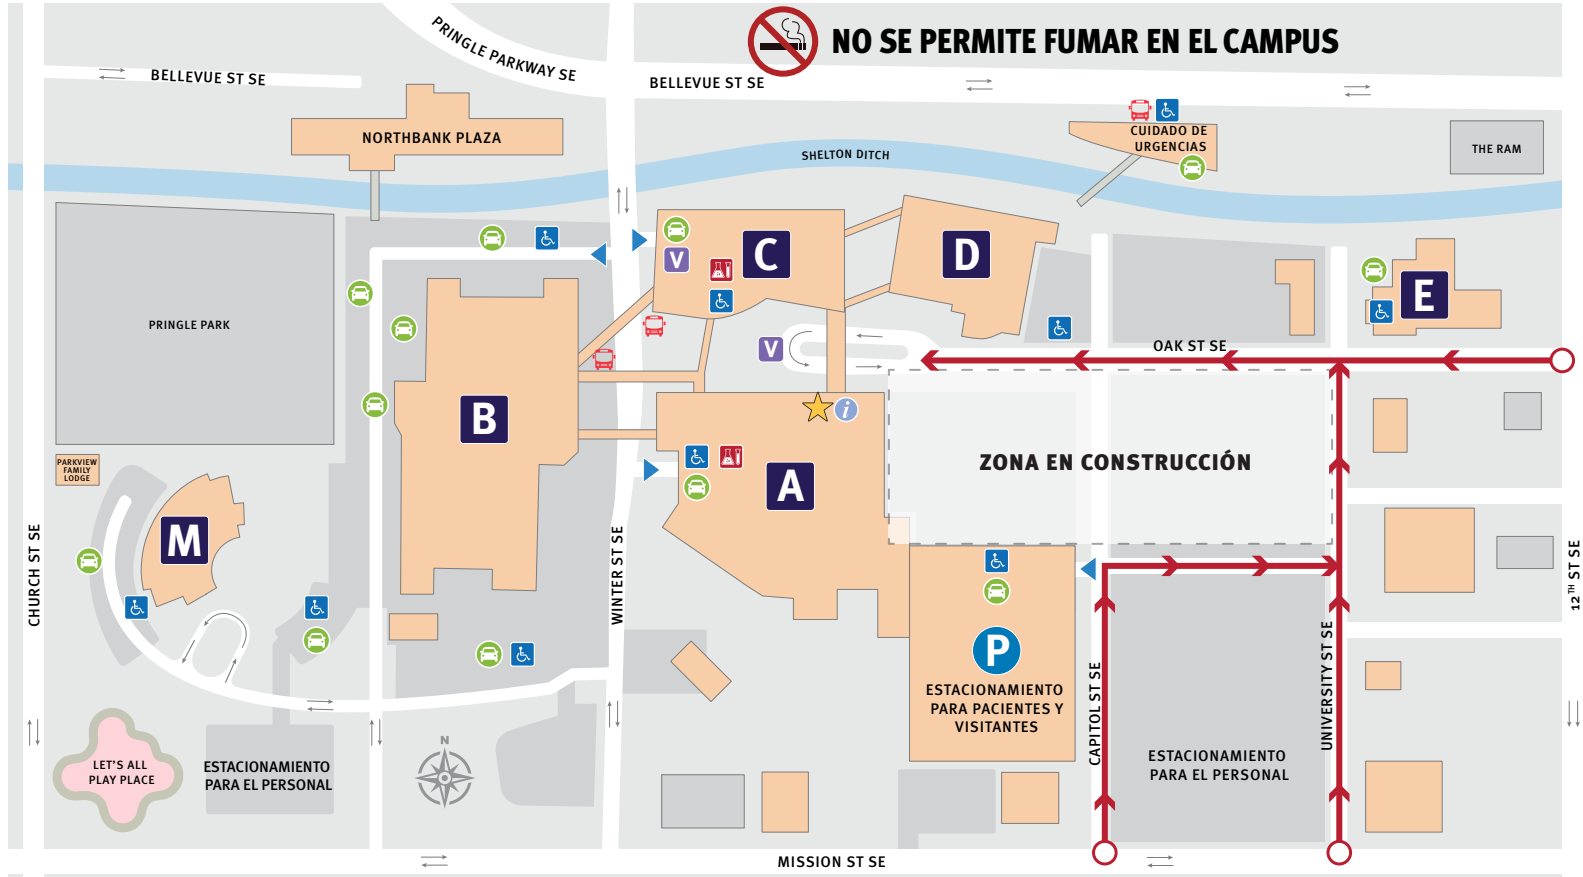 NO SE PERMITE FUMAR EN EL CAMPUS
PRINGLE PARKWAY SE
BELLEVUE ST SE
BELLEVUE ST SE
NORTHBANK PLAZA
CUIDADO DE
URGENCIAS
THE RAM
SHELTON DITCH
C
V
D
E
PRINGLE PARK
V
OAK ST SE
B
i
A
ZONA EN CONSTRUCCIÓN
PARKVIEW
FAMILY
LODGE
M
CHURCH ST SE
WINTER ST SE
12TH ST SE
P
ESTACIONAMIENTO
PARA PACIENTES Y
VISITANTES
CAPITOL ST SE
UNIVERSITY ST SE
N
LET'S ALL
PLAY PLACE
ESTACIONAMIENTO
PARA EL PERSONAL
ESTACIONAMIENTO
PARA EL PERSONAL
MISSION ST SE